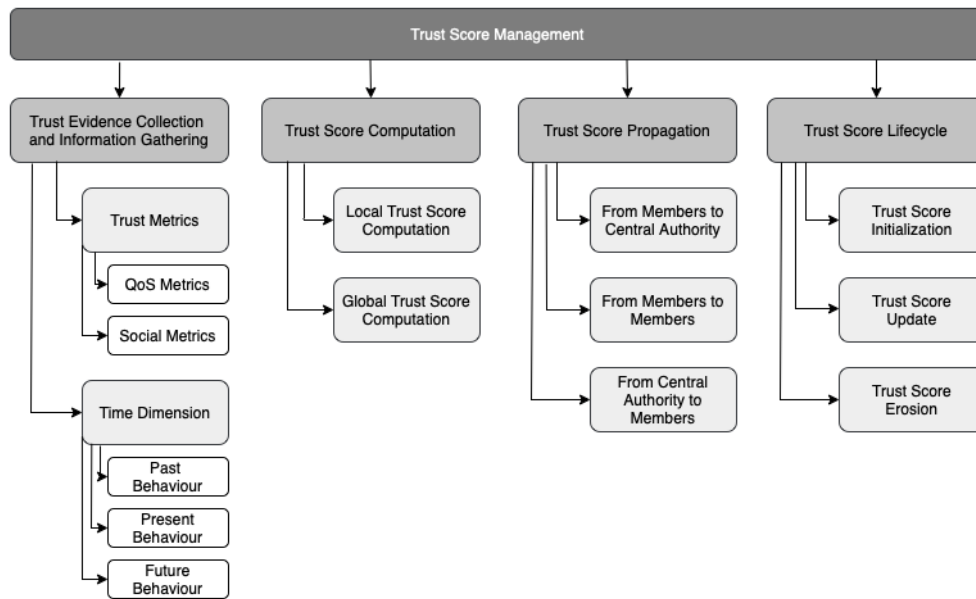 Trust Score Management
Trust Evidence Collection
and Information Gathering
Trust Metrics
QoS Metrics
Social Metrics
Time Dimension
Past
Behaviour
Present
Behaviour
Future
Behaviour
Trust Score Computation
Local Trust Score
Computation
Global Trust Score
Computation
Trust Score Propagation
From Members to
Central Authority
From Members to
Members
From Central
Authority to
Members
Trust Score Lifecycle
Trust Score
Initialization
Trust Score
Update
Trust Score
Erosion